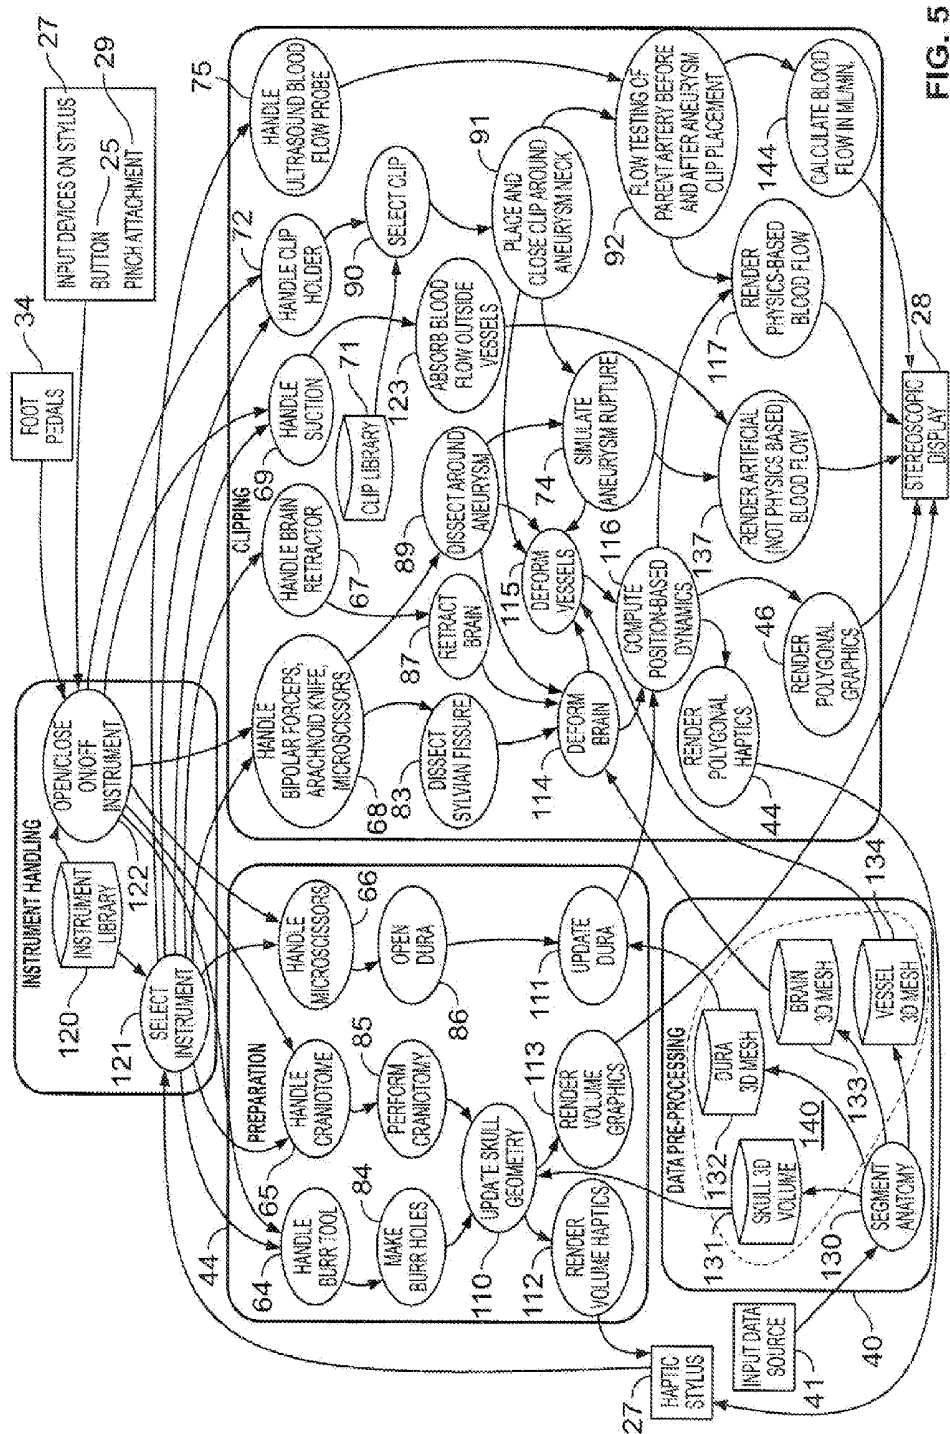 INPUT DEVICES ON STYLUS
BUTTON 25
PINCH ATTACHMENT
27
29
FOOT
PEDALS
34
INSTRUMENT HANDLING
120
INSTRUMENT
LIBRARY
OPEN/CLOSE
ON/OFF
INSTRUMENT
122
121
SELECT
INSTRUMENT
44
PREPARATION
64
HANDLE
BURR TOOL
65
HANDLE
CRANIOTOME
HANDLE
MICROSCISSORS
66
84
MAKE
BURR HOLES
85
PERFORM
CRANIOTOMY
OPEN
DURA
86
110
UPDATE SKULL
GEOMETRY
112
RENDER
VOLUME HAPTICS
113
RENDER
VOLUME
GRAPHICS
111
UPDATE
DURA
CLIPPING
HANDLE
BIPOLAR FORCEPS,
ARACHNOID KNIFE,
MICROSCISSORS
68
HANDLE BRAIN
RETRACTOR
67
69
HANDLE
SUCTION
72
HANDLE CLIP
HOLDER
75
HANDLE
ULTRASOUND BLOOD
FLOW PROBE
71
CLIP LIBRARY
90
SELECT CLIP
83
DISSECT
SYLVIAN FISSURE
87
RETRACT
BRAIN
89
DISSECT AROUND
ANEURYSM
123
ABSORB BLOOD
FLOW OUTSIDE
VESSELS
91
PLACE AND
CLOSE CLIP AROUND
ANEURYSM NECK
114
DEFORM
BRAIN
115
DEFORM
VESSELS
74
SIMULATE
(ANEURYSM RUPTURE)
92
FLOW TESTING OF
PARENT ARTERY BEFORE
AND AFTER ANEURYSM
CLIP PLACEMENT
116
COMPUTE
POSITION-BASED
DYNAMICS
44
RENDER
POLYGONAL
HAPTICS
46
RENDER
POLYGONAL
GRAPHICS
137
RENDER ARTIFICIAL
(NOT PHYSICS BASED)
BLOOD FLOW
117
RENDER
PHYSICS-BASED
BLOOD FLOW
144
CALCULATE BLOOD
FLOW IN ML/MIN.
27
HAPTIC
STYLUS
INPUT DATA
SOURCE
41
40
DATA PRE-PROCESSING
131
SKULL 3D
VOLUME
132
DURA
3D MESH
140
133
BRAIN
3D MESH
VESSEL
3D MESH
134
130
SEGMENT
ANATOMY
STEREOSCOPIC
DISPLAY
28
FIG. 5